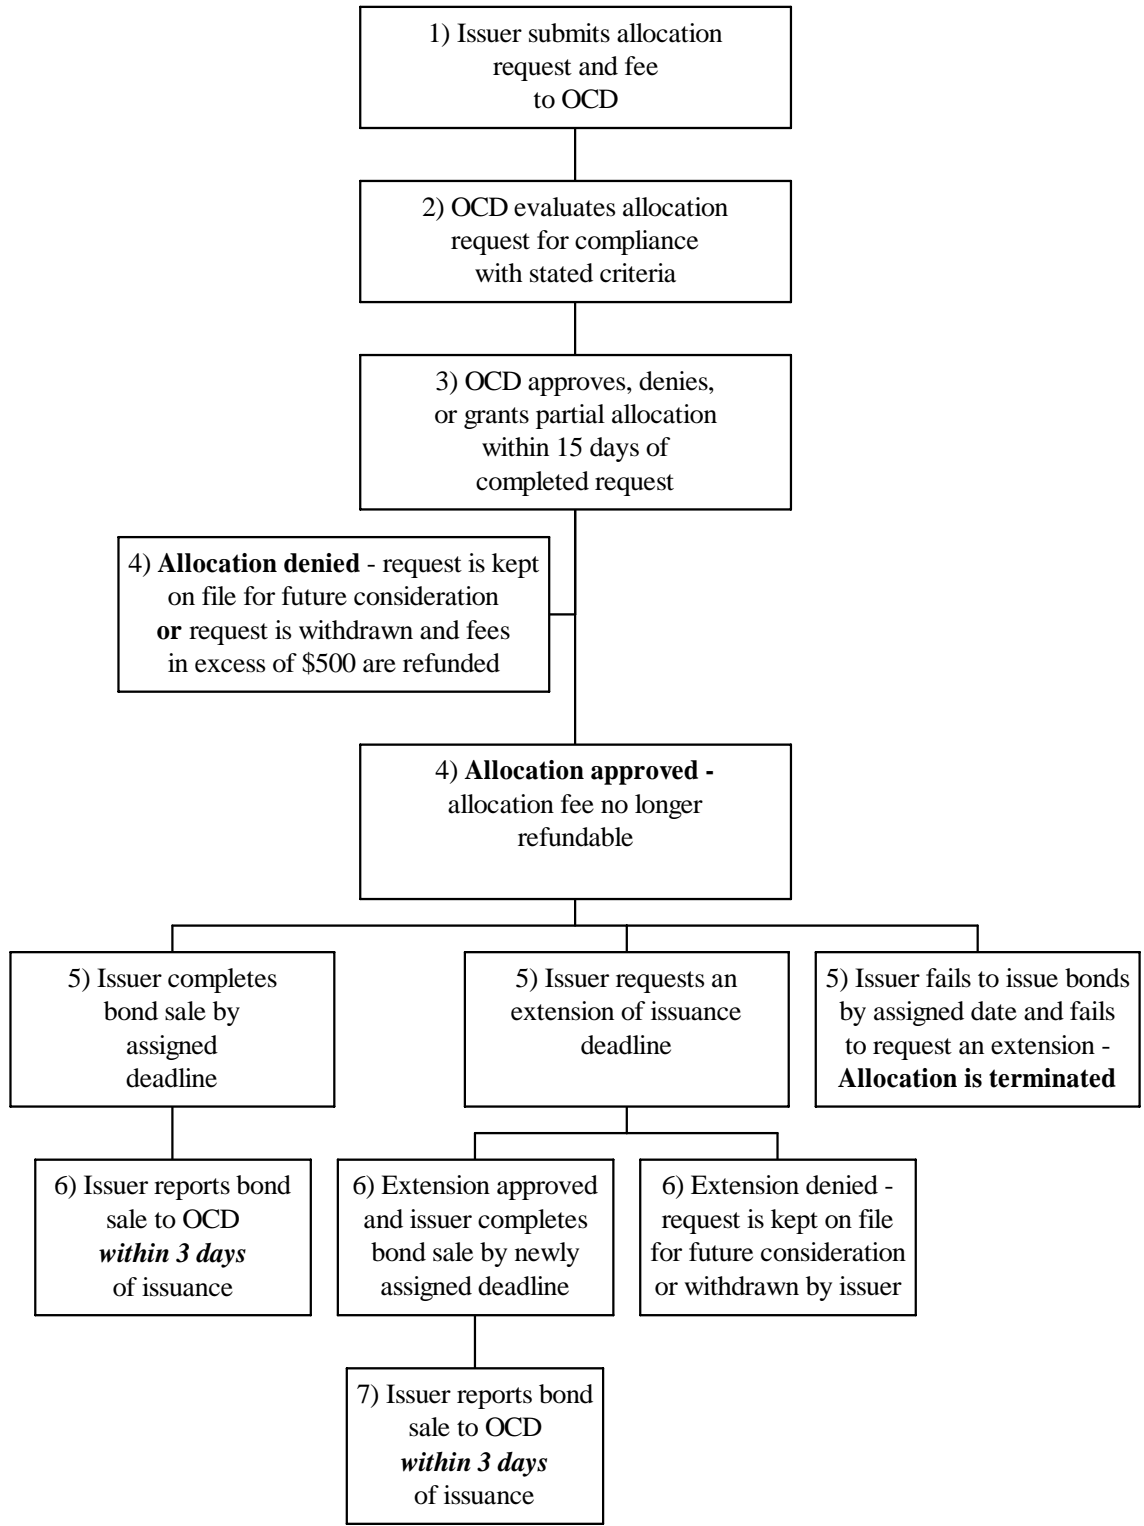 1) Issuer submits allocation
request and fee
to OCD
2) OCD evaluates allocation
request for compliance
with stated criteria
3) OCD approves, denies,
or grants partial allocation
within 15 days of
completed request
4) Allocation denied - request is kept
on file for future consideration
or request is withdrawn and fees
in excess of $500 are refunded
4) Allocation approved -
allocation fee no longer
refundable
5) Issuer completes
bond sale by
assigned
deadline
5) Issuer requests an
extension of issuance
deadline
5) Issuer fails to issue bonds
by assigned date and fails
to request an extension -
Allocation is terminated
6) Issuer reports bond
sale to OCD
within 3 days
of issuance
6) Extension approved
and issuer completes
bond sale by newly
assigned deadline
6) Extension denied -
request is kept on file
for future consideration
or withdrawn by issuer
7) Issuer reports bond
sale to OCD
within 3 days
of issuance